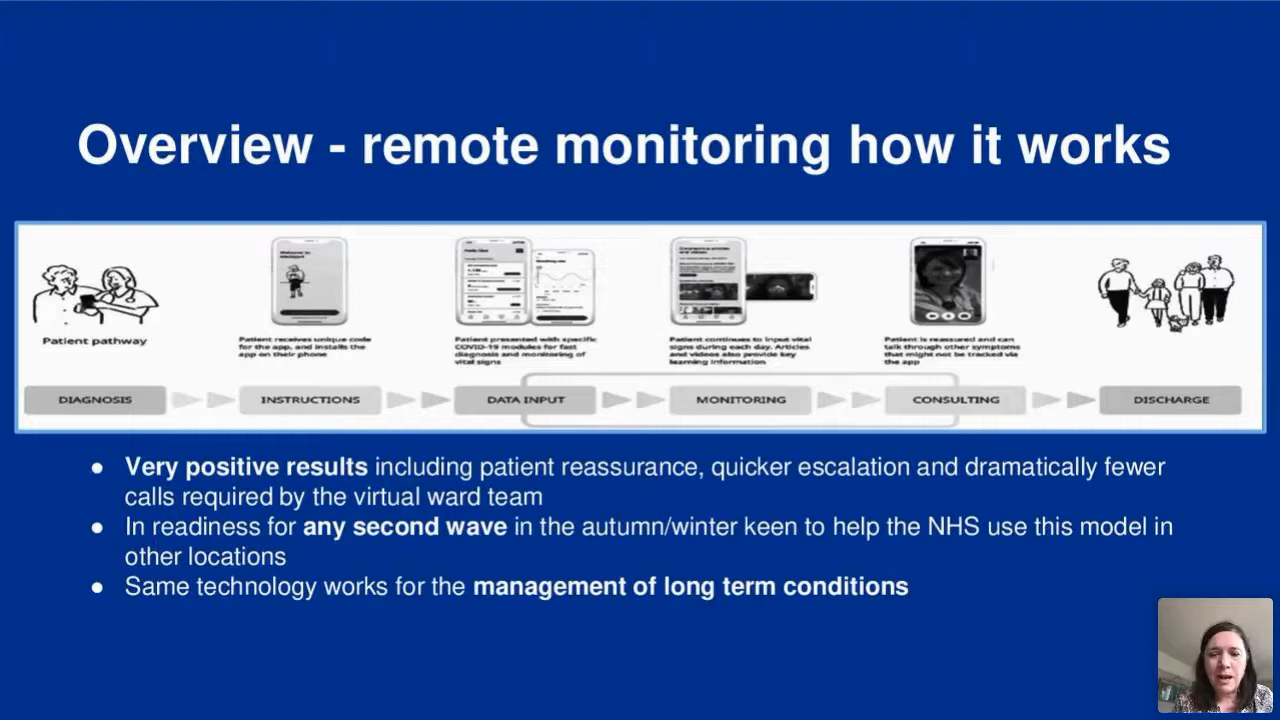 Overview - remote monitoring how it works
Patient pathway
Patient receives unique code
for the app, and installs the
app on their phone
Patient presented with specific
COVID-19 modules for fast
diagnosis and monitoring of
vital signs
Patient continues to input vital
signs during each day. Articles
and videos also provide key
learning information
Patient is reassured and can
talk through other symptoms
that might not be tracked via
the app
DIAGNOSIS
INSTRUCTIONS
DATA INPUT
MONITORING
CONSULTING
DISCHARGE
● Very positive results including patient reassurance, quicker escalation and dramatically fewer
calls required by the virtual ward team
● In readiness for any second wave in the autumn/winter keen to help the NHS use this model in
other locations
● Same technology works for the management of long term conditions